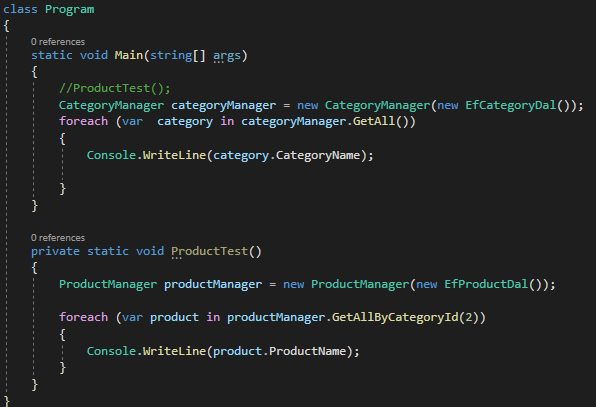 class Program
{
0 references
static void Main(string[] args)
{
//ProductTest();
CategoryManager categoryManager = new CategoryManager(new EfCategoryDal());
foreach (var  category in categoryManager.GetAll())
{
Console.WriteLine(category.CategoryName);
}
}
0 references
private static void ProductTest()
{
ProductManager productManager = new ProductManager(new EfProductDal());
foreach (var product in productManager.GetAllByCategoryId(2))
{
Console.WriteLine(product.ProductName);
}
}
}